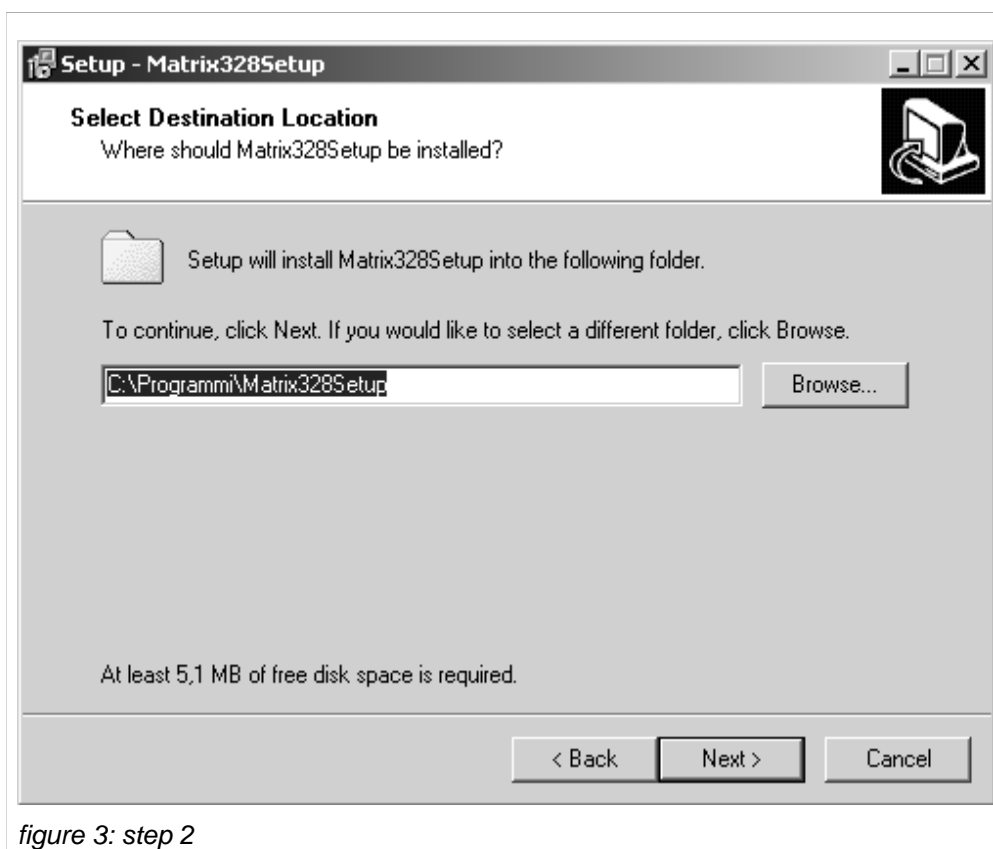 Setup - Matrix328Setup
Select Destination Location
Where should Matrix328Setup be installed?
Setup will install Matrix328Setup into the following folder.
To continue, click Next. If you would like to select a different folder, click Browse.
C:\Programmi\Matrix328Setup
Browse...
At least 5,1 MB of free disk space is required.
< Back
Next >
Cancel
figure 3: step 2